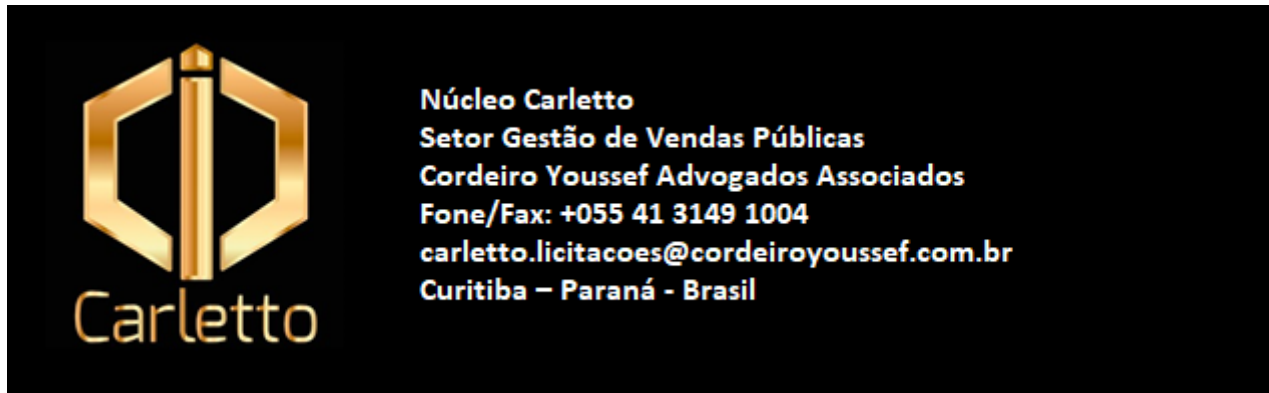 Carletto
Núcleo Carletto
Setor Gestão de Vendas Públicas
Cordeiro Youssef Advogados Associados
Fone/Fax: +055 41 3149 1004
carletto.licitacoes@cordeiroyoussef.com.br
Curitiba – Paraná - Brasil